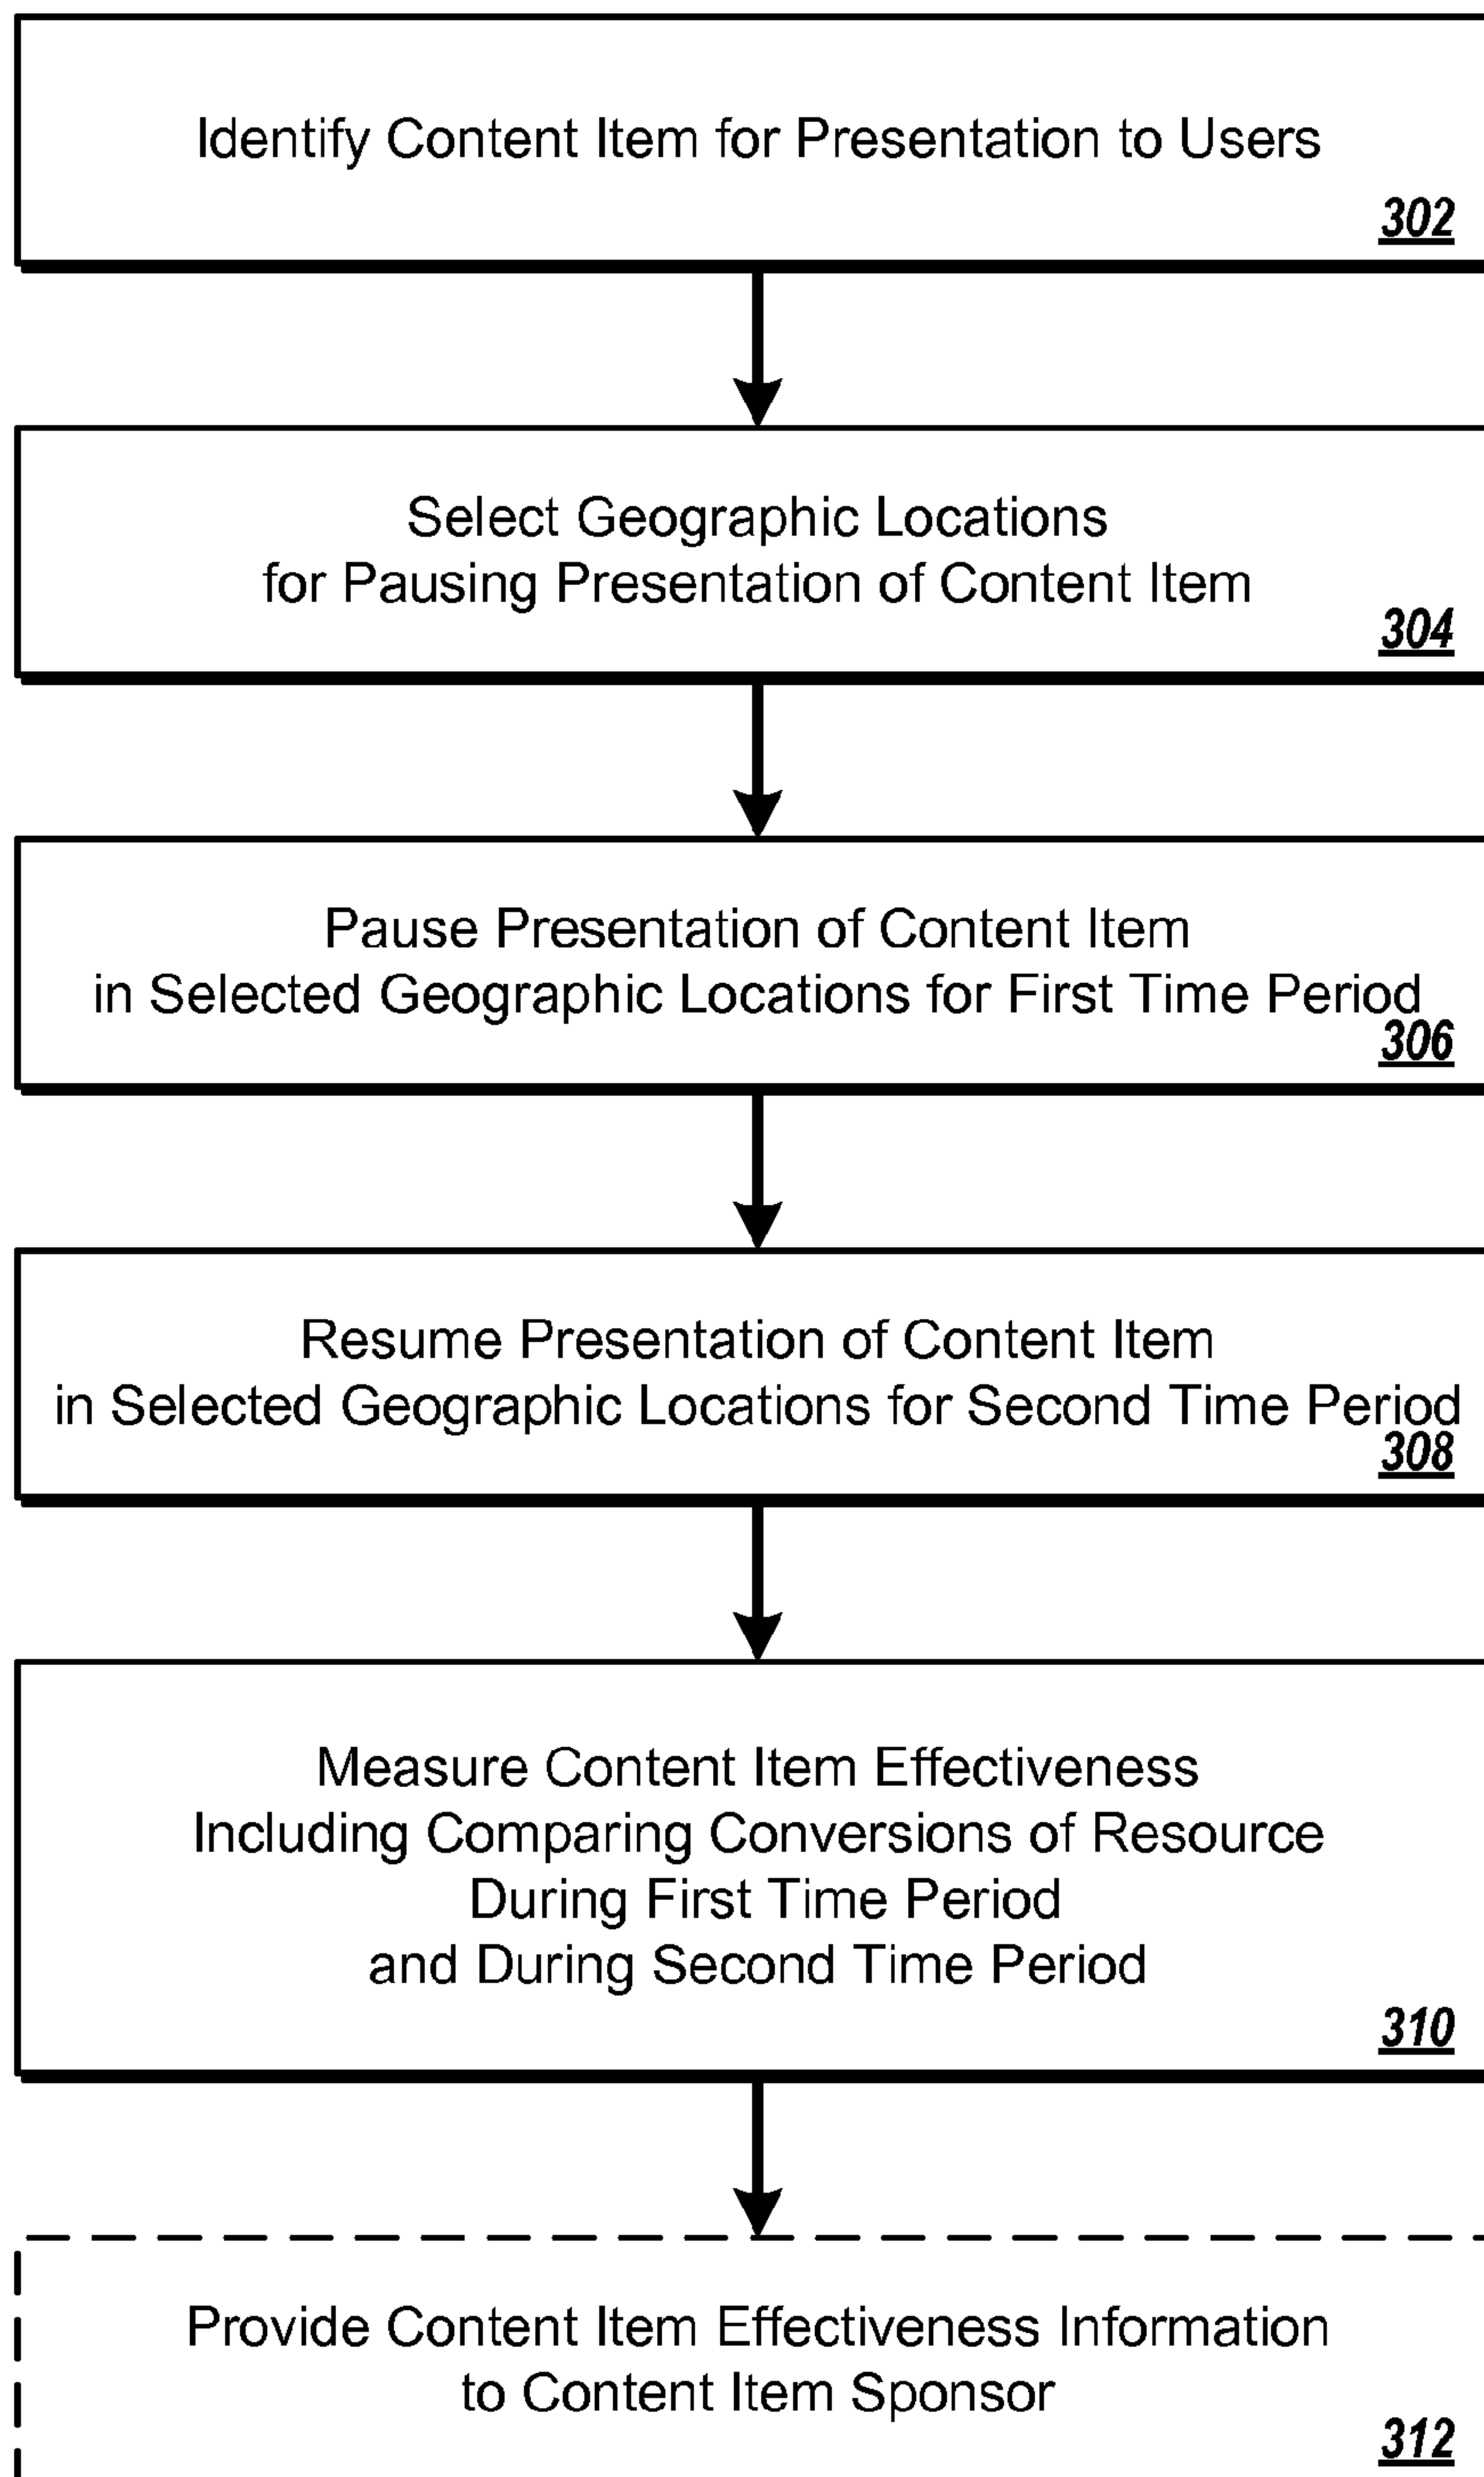 Identify Content Item for Presentation to Users
302
Select Geographic Locations
for Pausing Presentation of Content Item
304
Pause Presentation of Content Item
in Selected Geographic Locations for First Time Period
306
Resume Presentation of Content Item
in Selected Geographic Locations for Second Time Period
308
Measure Content Item Effectiveness
Including Comparing Conversions of Resource
During First Time Period
and During Second Time Period
310
Provide Content Item Effectiveness Information
to Content Item Sponsor
312